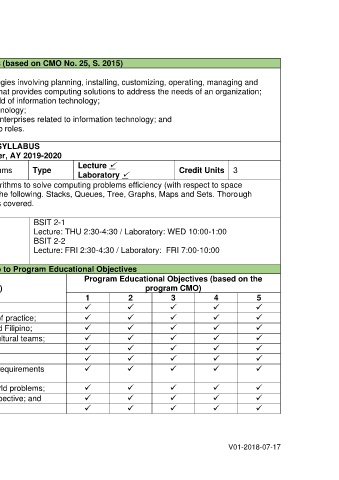 (based on CMO No. 25, S. 2015)
gies involving planning, installing, customizing, operating, managing and
hat provides computing solutions to address the needs of an organization;
ld of information technology;
nology;
enterprises related to information technology; and
o roles.
SYLLABUS
er, AY 2019-2020
ms Type Lecture ✓ Credit Units 3
Laboratory ✓
rithms to solve computing problems efficiency (with respect to space
he following. Stacks, Queues, Tree, Graphs, Maps and Sets. Thorough
s covered.
BSIT 2-1
Lecture: THU 2:30-4:30 / Laboratory: WED 10:00-1:00
BSIT 2-2
Lecture: FRI 2:30-4:30 / Laboratory: FRI 7:00-10:00
p to Program Educational Objectives
) Program Educational Objectives (based on the
program CMO)
1 2 3 4 5
✓ ✓ ✓ ✓ ✓
of practice; ✓ ✓ ✓ ✓ ✓
d Filipino; ✓ ✓ ✓ ✓ ✓
ultural teams; ✓ ✓ ✓ ✓ ✓
✓ ✓ ✓ ✓ ✓
✓ ✓ ✓ ✓ ✓
equirements ✓ ✓ ✓ ✓ ✓
rld problems; ✓ ✓ ✓ ✓ ✓
pective; and ✓ ✓ ✓ ✓ ✓
✓ ✓ ✓ ✓ ✓
V01-2018-07-17